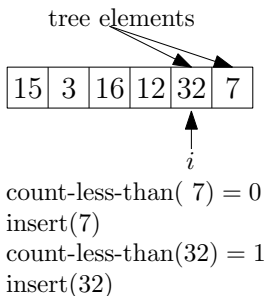 tree elements
15 3 16 12 32 7
i
count-less-than( 7) = 0
insert(7)
count-less-than(32) = 1
insert(32)